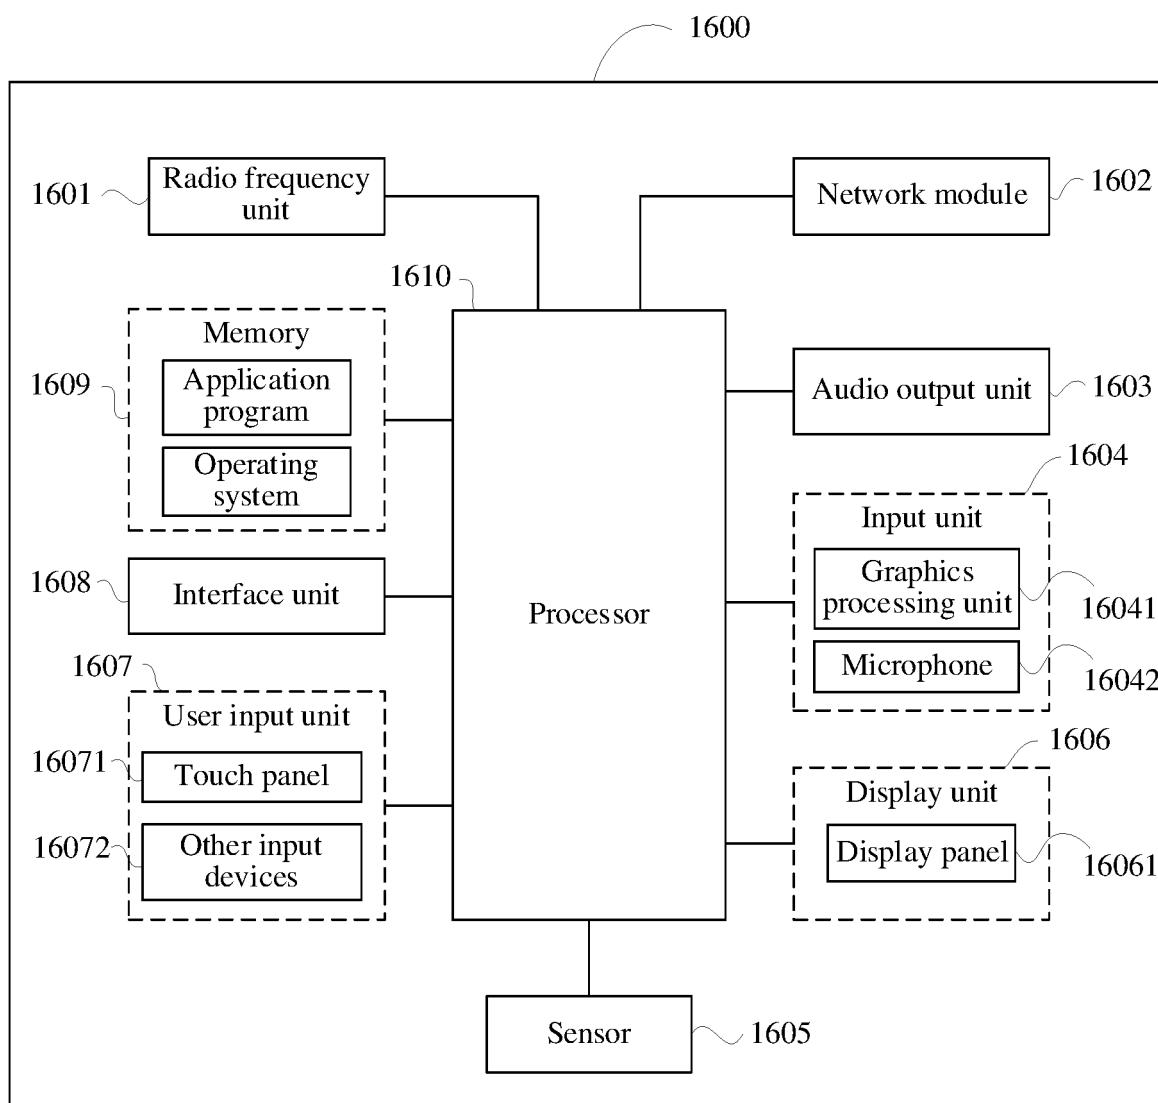 1600
1601
Radio frequency
unit
Network module
1602
1610
Memory
1609
Application
program
Operating
system
Audio output unit
1603
1604
Input unit
Graphics
processing unit
16041
Microphone
16042
1608
Interface unit
Processor
1607
User input unit
16071
Touch panel
16072
Other input
devices
1606
Display unit
Display panel
16061
Sensor
1605